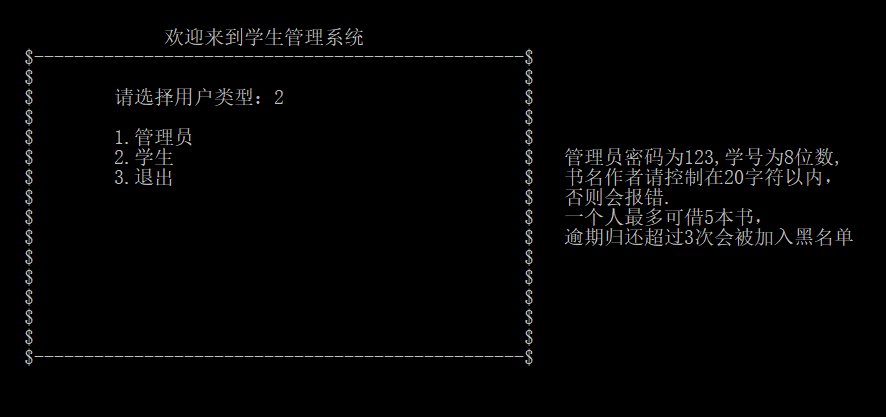 欢迎来到学生管理系统
$-------------------------------------------------$
$ $
$ 请选择用户类型：2 $
$ $
$ 1.管理员 $
$ 2.学生 $ 管理员密码为123,学号为8位数,
$ 3.退出 $ 书名作者请控制在20字符以内，
$ $ 否则会报错.
$ $ 一个人最多可借5本书，
$ $ 逾期归还超过3次会被加入黑名单
$ $
$ $
$ $
$ $
$ $
$-------------------------------------------------$